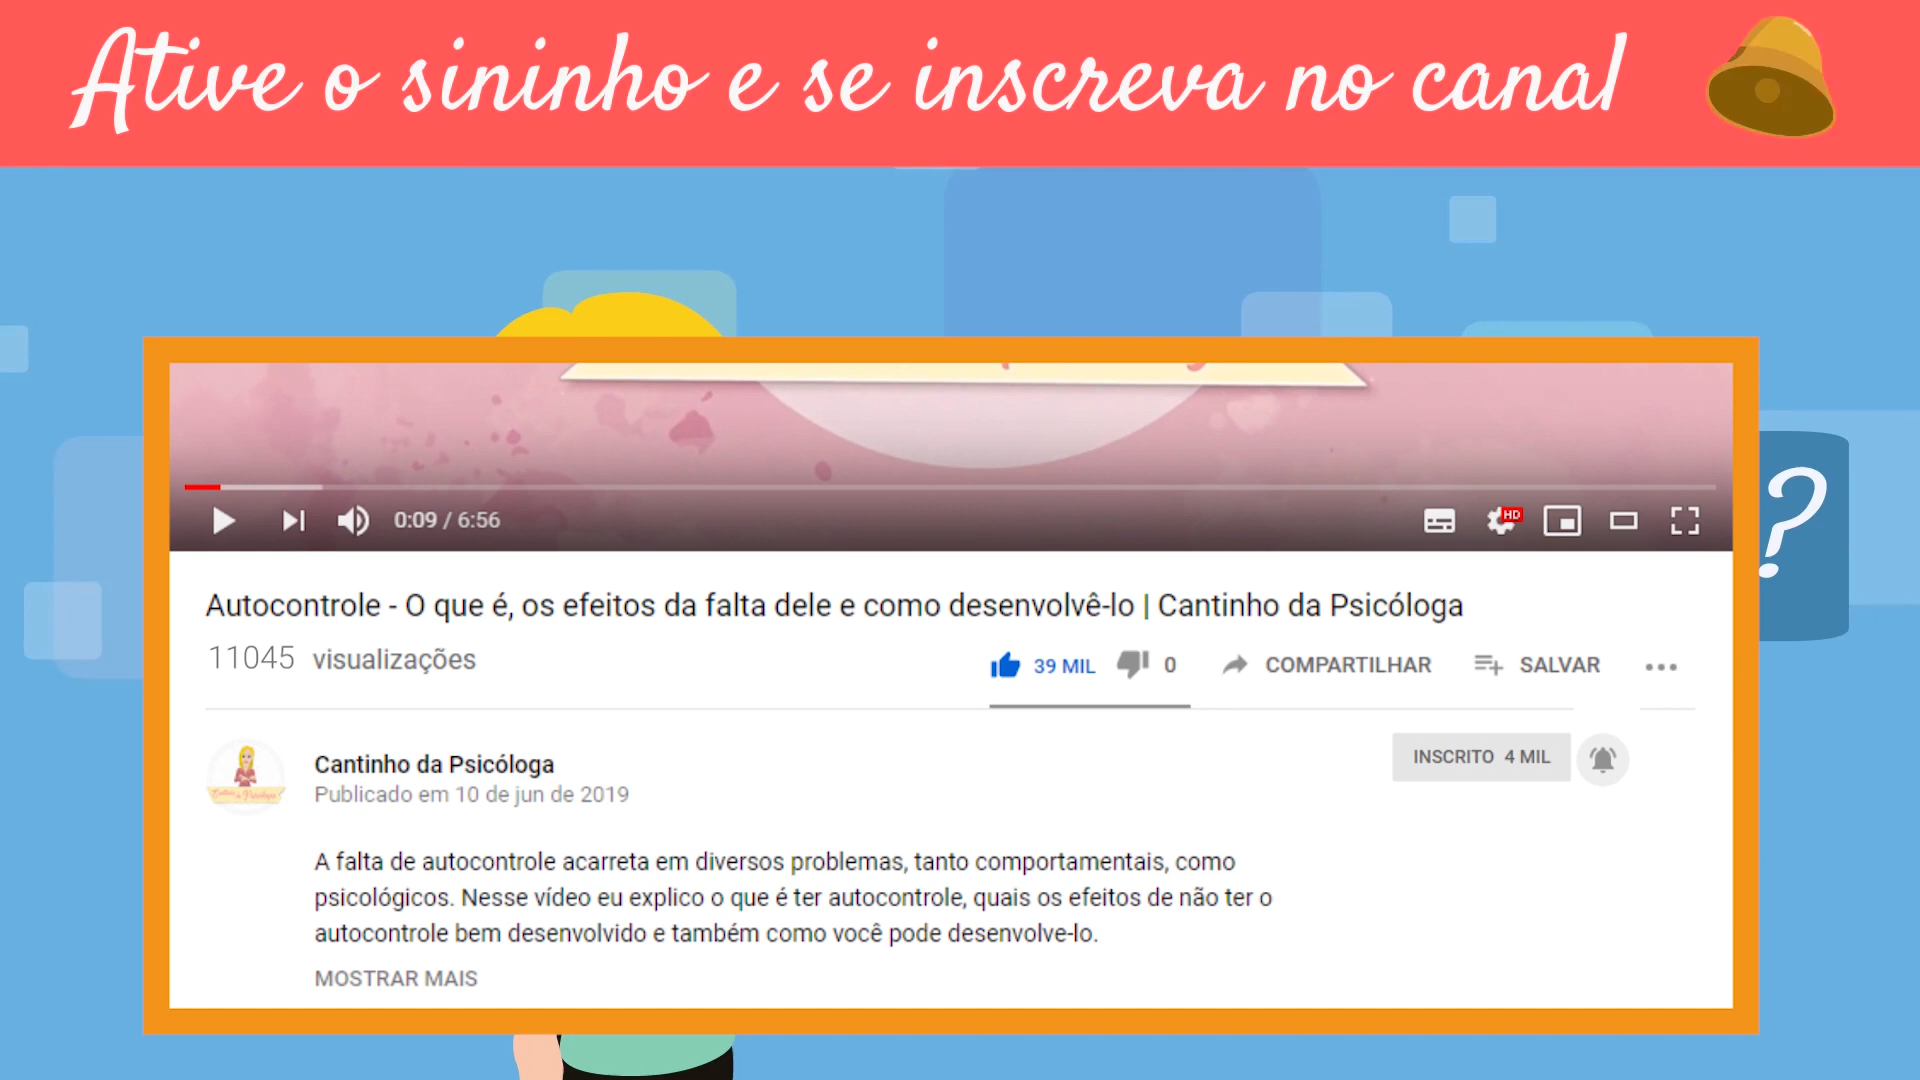 Ative o sininho e se inscreva no canal
?
0:09 / 6:56
HD
Autocontrole - O que é, os efeitos da falta dele e como desenvolvê-lo | Cantinho da Psicóloga
11045 visualizações
39 MIL 0 COMPARTILHAR SALVAR
Cantinho da Psicóloga
INSCRITO 4 MIL
Publicado em 10 de jun de 2019
A falta de autocontrole acarreta em diversos problemas, tanto comportamentais, como
psicológicos. Nesse vídeo eu explico o que é ter autocontrole, quais os efeitos de não ter o
autocontrole bem desenvolvido e também como você pode desenvolve-lo.
MOSTRAR MAIS